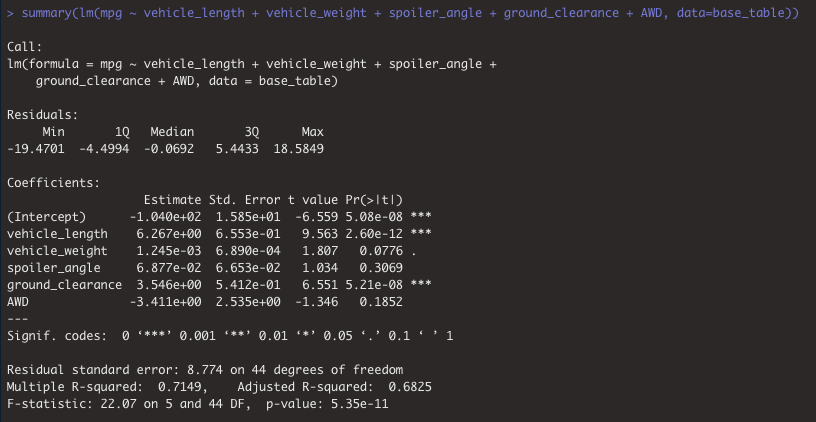 > summary(lm(mpg ~ vehicle_length + vehicle_weight + spoiler_angle + ground_clearance + AWD, data=base_table))

Call:
lm(formula = mpg ~ vehicle_length + vehicle_weight + spoiler_angle +
    ground_clearance + AWD, data = base_table)

Residuals:
     Min       1Q   Median       3Q      Max
-19.4701  -4.4994  -0.0692   5.4433  18.5849

Coefficients:
                   Estimate Std. Error t value Pr(>|t|)
(Intercept)      -1.040e+02  1.585e+01  -6.559 5.08e-08 ***
vehicle_length    6.267e+00  6.553e-01   9.563 2.60e-12 ***
vehicle_weight    1.245e-03  6.890e-04   1.807   0.0776 .
spoiler_angle     6.877e-02  6.653e-02   1.034   0.3069
ground_clearance  3.546e+00  5.412e-01   6.551 5.21e-08 ***
AWD              -3.411e+00  2.535e+00  -1.346   0.1852
---
Signif. codes:  0 ‘***’ 0.001 ‘**’ 0.01 ‘*’ 0.05 ‘.’ 0.1 ‘ ’ 1

Residual standard error: 8.774 on 44 degrees of freedom
Multiple R-squared:  0.7149,    Adjusted R-squared:  0.6825
F-statistic: 22.07 on 5 and 44 DF,  p-value: 5.35e-11